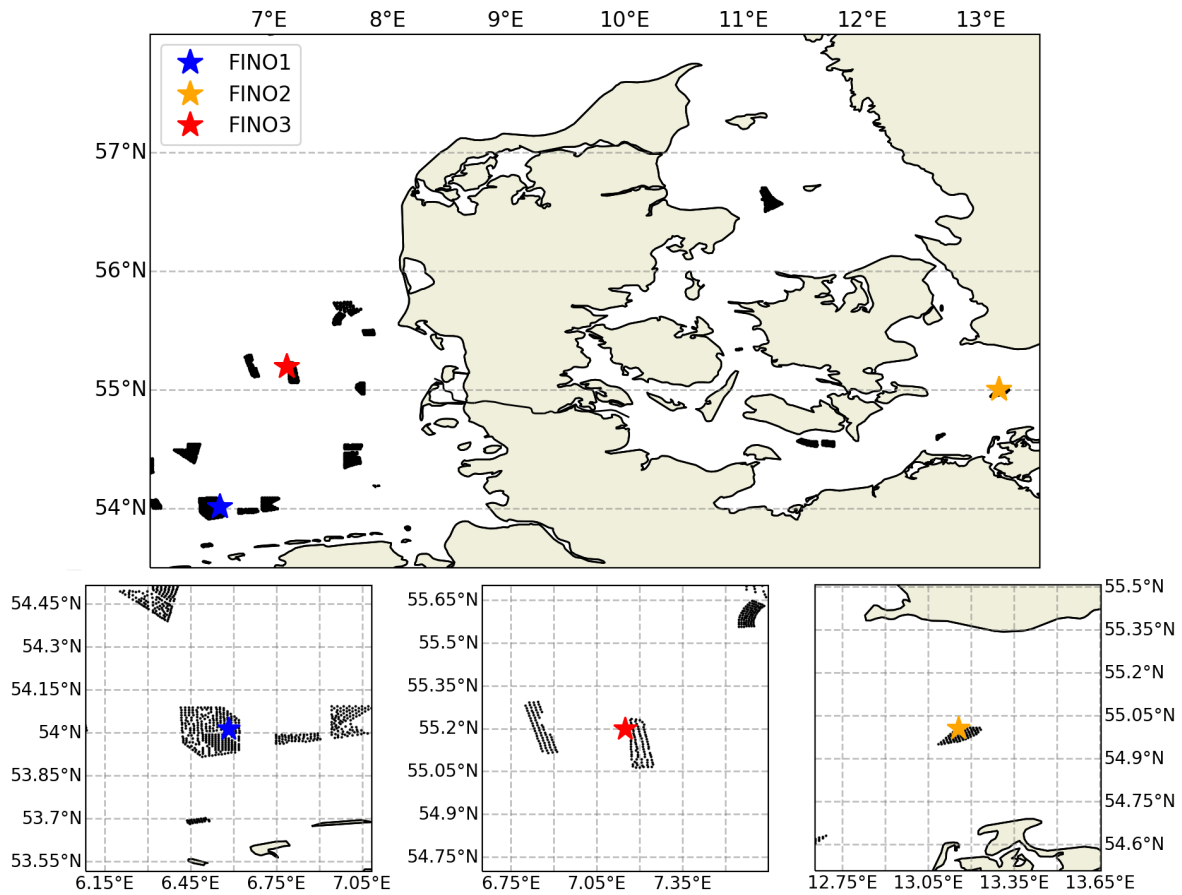 7°E 8°E 9°E 10°E 11°E 12°E 13°E
FINO1
FINO2
FINO3
57°N
56°N
55°N
54°N
54.45°N
54.3°N
54.15°N
54°N
53.85°N
53.7°N
53.55°N
6.15°E 6.45°E 6.75°E 7.05°E
55.65°N
55.5°N
55.35°N
55.2°N
55.05°N
54.9°N
54.75°N
6.75°E 7.05°E 7.35°E
55.5°N
55.35°N
55.2°N
55.05°N
54.9°N
54.75°N
54.6°N
12.75°E 13.05°E 13.35°E 13.65°E